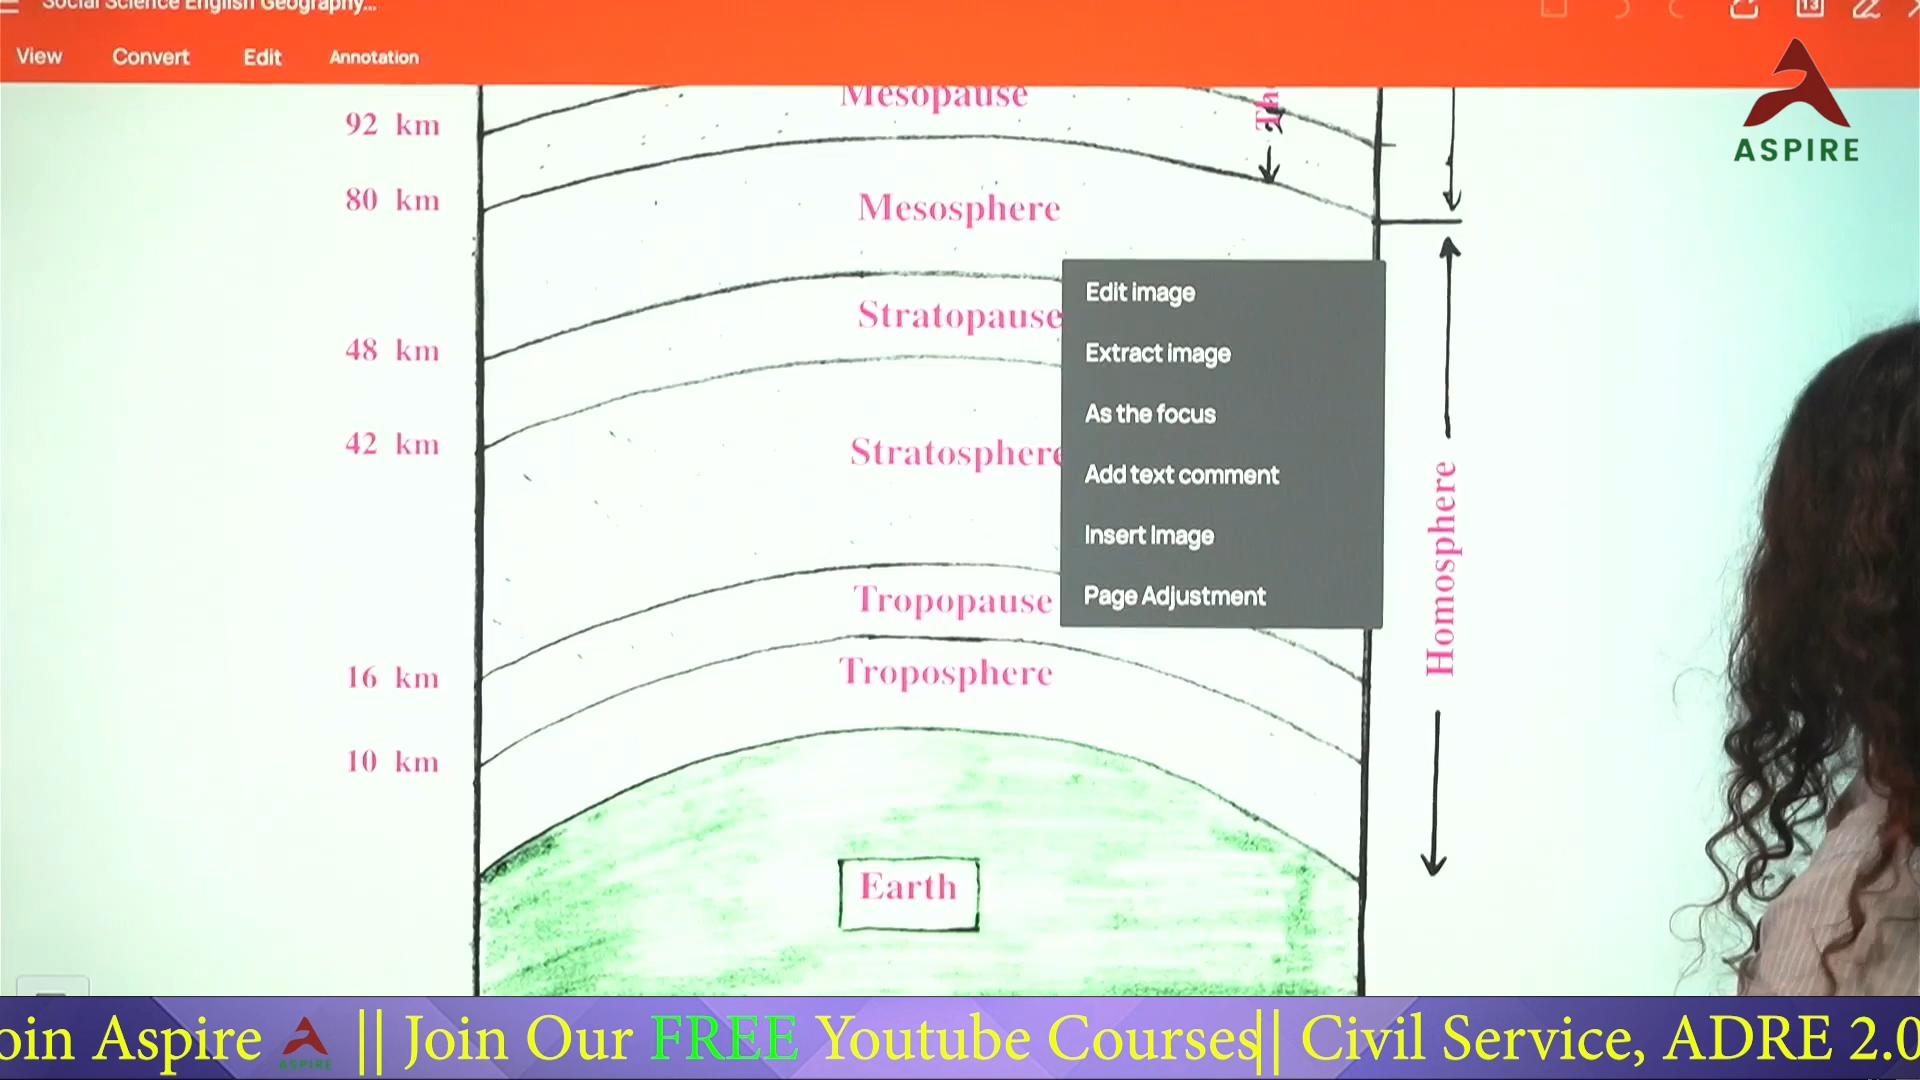 Social Science English Geography...
13
View Convert Edit Annotation
ASPIRE
Mesopause
92 km
80 km
Mesosphere
Edit image
Stratopause
48 km
Extract image
As the focus
42 km
Stratosphere
Add text comment
Insert Image
Tropopause
Page Adjustment
Homosphere
Troposphere
16 km
10 km
Earth
oin Aspire ASPIRE || Join Our FREE Youtube Courses|| Civil Service, ADRE 2.0